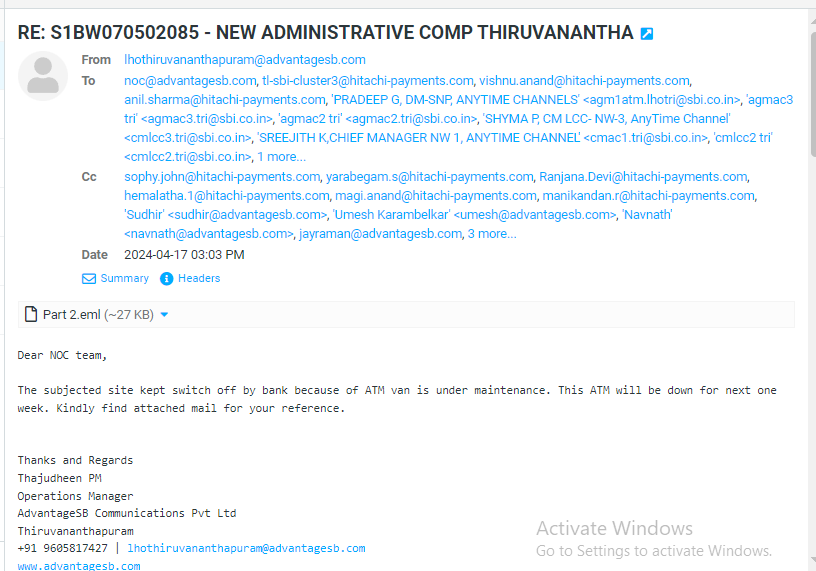 RE: S1BW070502085 - NEW ADMINISTRATIVE COMP THIRUVANANTHA
From lhothiruvananthapuram@advantagesb.com
To noc@advantagesb.com, tl-sbi-cluster3@hitachi-payments.com, vishnu.anand@hitachi-payments.com,
anil.sharma@hitachi-payments.com, 'PRADEEP G, DM-SNP, ANYTIME CHANNELS' <agm1atm.lhotri@sbi.co.in>, 'agmac3
tri' <agmac3.tri@sbi.co.in>, 'agmac2 tri' <agmac2.tri@sbi.co.in>, 'SHYMA P, CM LCC- NW-3, AnyTime Channel'
<cmlcc3.tri@sbi.co.in>, 'SREEJITH K,CHIEF MANAGER NW 1, ANYTIME CHANNEL' <cmac1.tri@sbi.co.in>, 'cmlcc2 tri'
<cmlcc2.tri@sbi.co.in>, 1 more...
Cc sophy.john@hitachi-payments.com, yarabegam.s@hitachi-payments.com, Ranjana.Devi@hitachi-payments.com,
hemalatha.1@hitachi-payments.com, magi.anand@hitachi-payments.com, manikandan.r@hitachi-payments.com,
'Sudhir' <sudhir@advantagesb.com>, 'Umesh Karambelkar' <umesh@advantagesb.com>, 'Navnath'
<navnath@advantagesb.com>, jayraman@advantagesb.com, 3 more...
Date 2024-04-17 03:03 PM
Summary Headers
Part 2.eml (~27 KB)
Dear NOC team,
The subjected site kept switch off by bank because of ATM van is under maintenance. This ATM will be down for next one
week. Kindly find attached mail for your reference.
Thanks and Regards
Thajudheen PM
Operations Manager
AdvantageSB Communications Pvt Ltd
Thiruvananthapuram
+91 9605817427 | lhothiruvananthapuram@advantagesb.com
www.advantagesb.com
Activate Windows
Go to Settings to activate Windows.